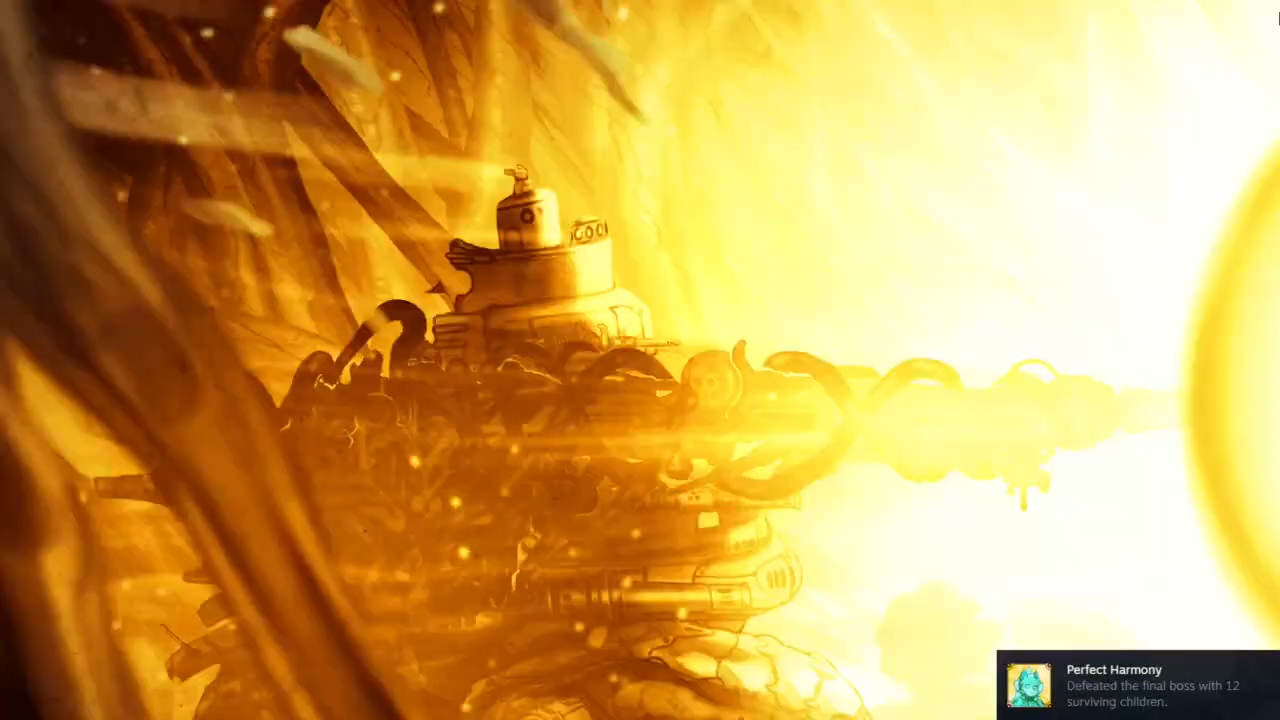 Perfect Harmony
Defeated the final boss with 12
surviving children.